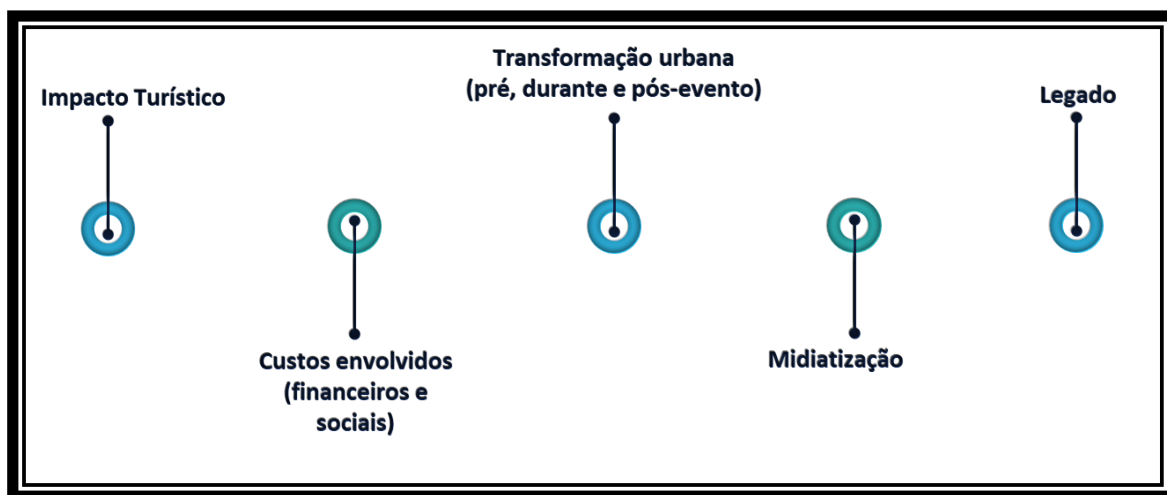 Impacto Turístico
Custos envolvidos
(financeiros e
sociais)
Transformação urbana
(pré, durante e pós-evento)
Midiatização
Legado